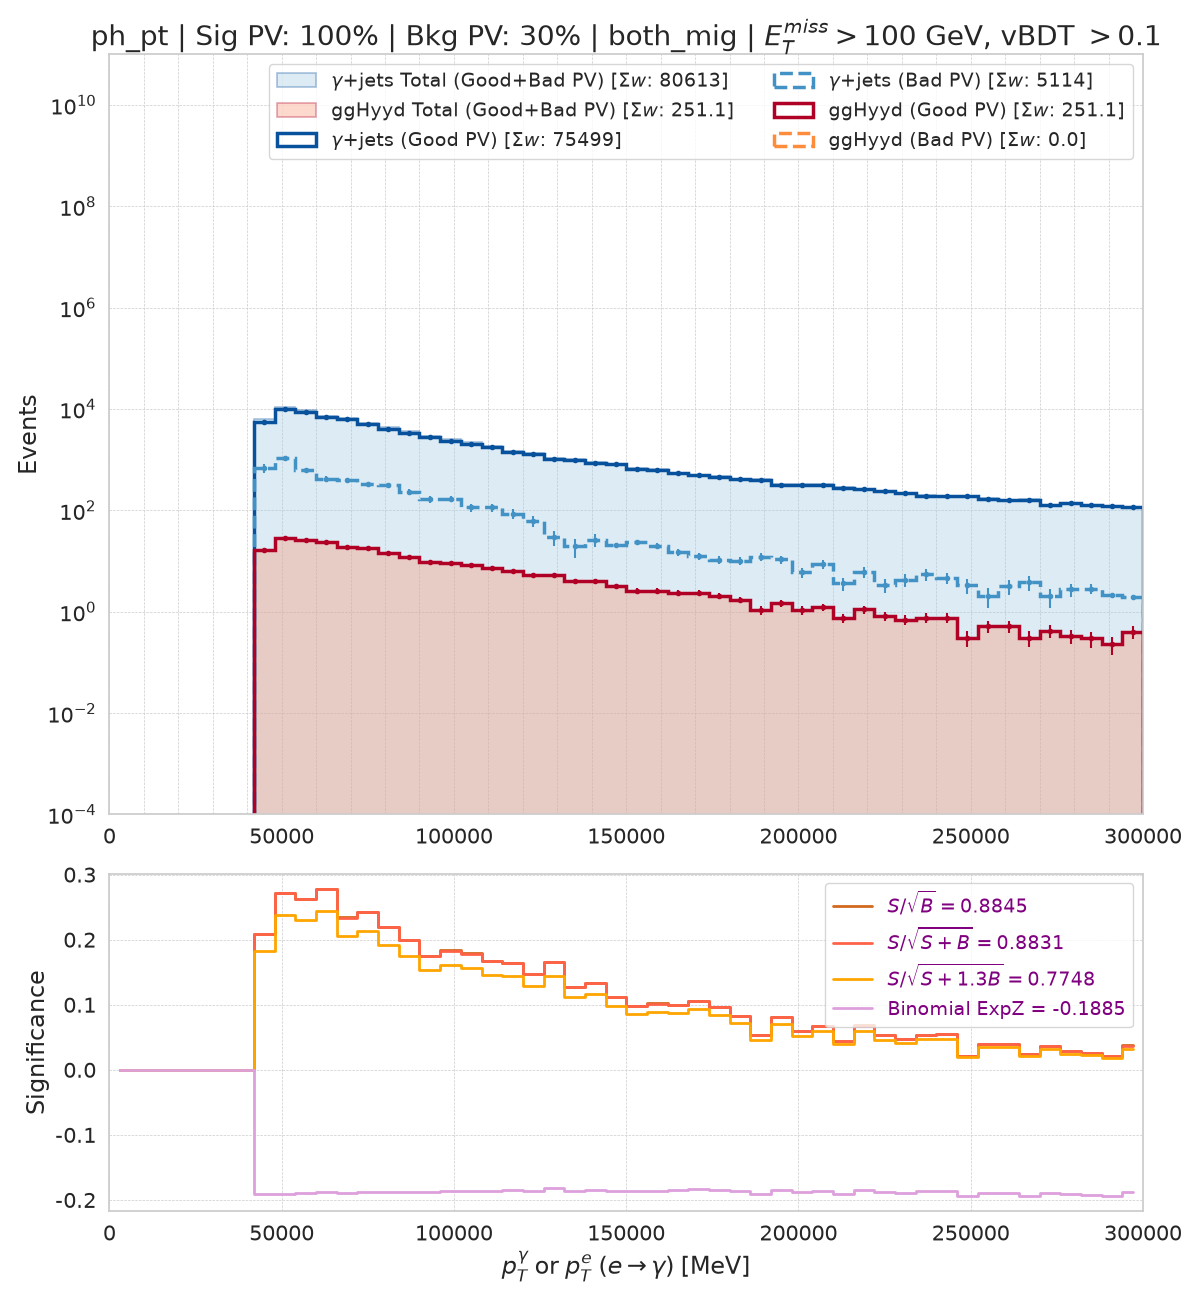 ph_pt | Sig PV: 100% | Bkg PV: 30% | both_mig | $E_T^{miss} > 100$ GeV, vBDT $> 0.1$
γ+jets Total (Good+Bad PV) [Σw: 80613]
ggHyyd Total (Good+Bad PV) [Σw: 251.1]
γ+jets (Good PV) [Σw: 75499]
γ+jets (Bad PV) [Σw: 5114]
ggHyyd (Good PV) [Σw: 251.1]
ggHyyd (Bad PV) [Σw: 0.0]
Events
$10^{10}$
$10^{8}$
$10^{6}$
$10^{4}$
$10^{2}$
$10^{0}$
$10^{-2}$
$10^{-4}$
0 50000 100000 150000 200000 250000 300000
Significance
0.3
0.2
0.1
0.0
-0.1
-0.2
$S/\sqrt{B} = 0.8845$
$S/\sqrt{S+B} = 0.8831$
$S/\sqrt{S+1.3B} = 0.7748$
Binomial ExpZ = -0.1885
0 50000 100000 150000 200000 250000 300000
$p_T^{γ}$ or $p_T^{e}$ $(e → γ)$ [MeV]